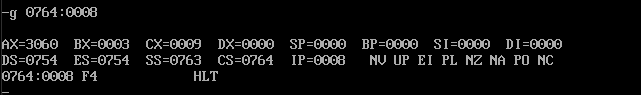 -g 0764:0008
AX=3060 BX=0003 CX=0009 DX=0000 SP=0000 BP=0000 SI=0000 DI=0000
DS=0754 ES=0754 SS=0763 CS=0764 IP=0008 NV UP EI PL NZ NA PO NC
0764:0008 F4 HLT
-